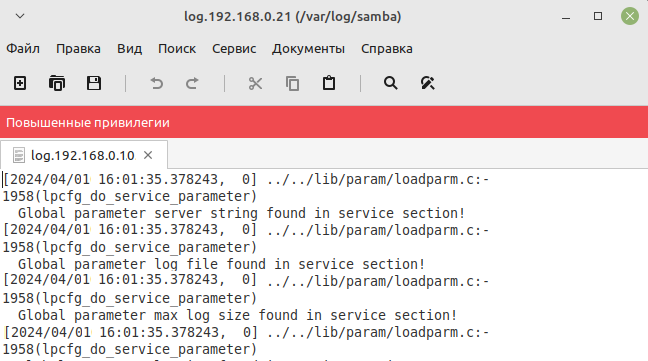 log.192.168.0.21 (/var/log/samba)
Файл Правка Вид Поиск Сервис Документы Справка
Повышенные привилегии
log.192.168.0.10 ×
[2024/04/01 16:01:35.378243,  0] ../../lib/param/loadparm.c:-
1958(lpcfg_do_service_parameter)
  Global parameter server string found in service section!
[2024/04/01 16:01:35.378243,  0] ../../lib/param/loadparm.c:-
1958(lpcfg_do_service_parameter)
  Global parameter log file found in service section!
[2024/04/01 16:01:35.378243,  0] ../../lib/param/loadparm.c:-
1958(lpcfg_do_service_parameter)
  Global parameter max log size found in service section!
[2024/04/01 16:01:35.378243,  0] ../../lib/param/loadparm.c:-
1958(lpcfg_do_service_parameter)